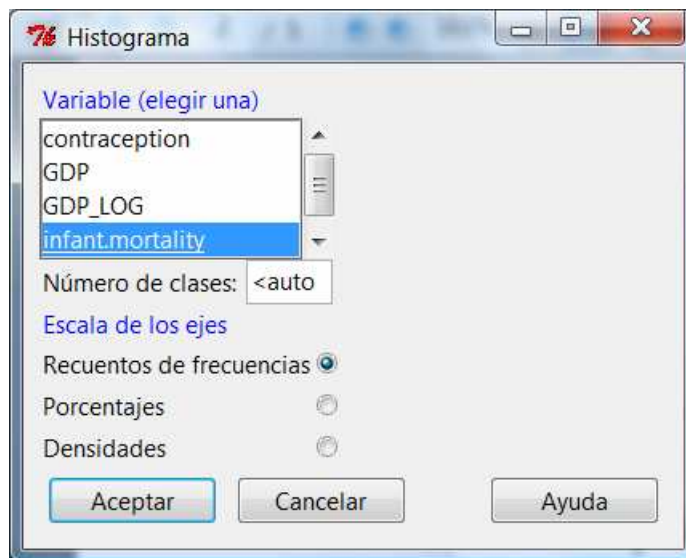 Histograma
Variable (elegir una)
contraception
GDP
GDP_LOG
infant.mortality
Número de clases: <auto
Escala de los ejes
Recuentos de frecuencias
Porcentajes
Densidades
Aceptar Cancelar Ayuda